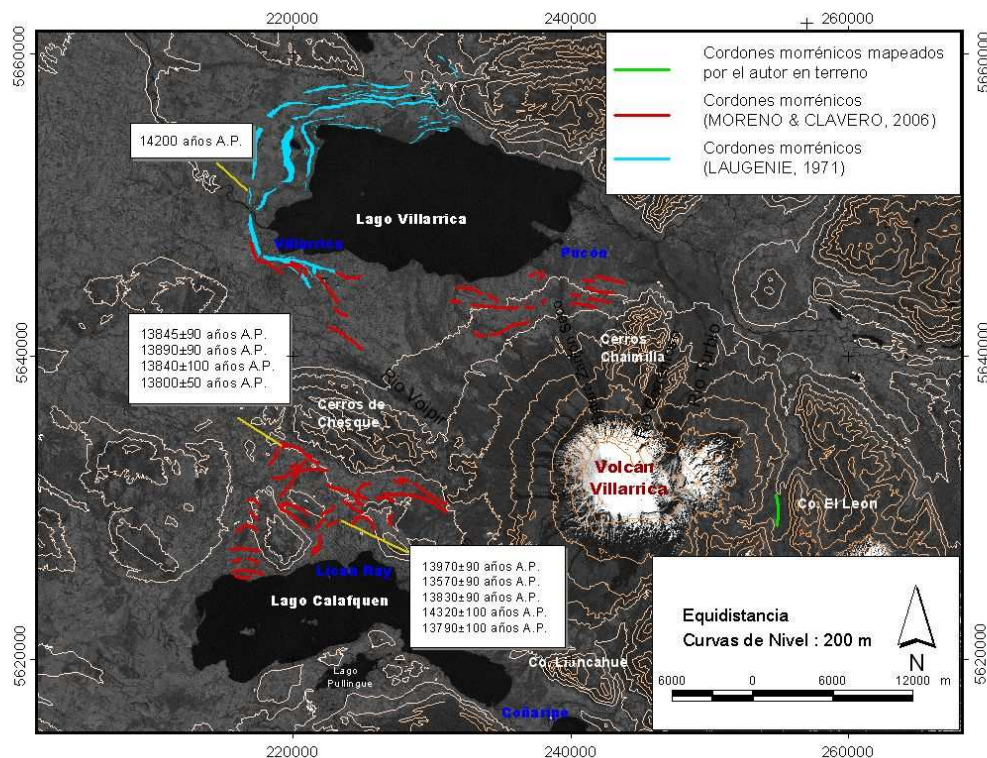 220000
240000
260000
5660000
5660000
Cordones morrénicos mapeados
por el autor en terreno
Cordones morrénicos
(MORENO & CLAVERO, 2006)
Cordones morrénicos
(LAUGENIE, 1971)
14200 años A.P.
Lago Villarrica
Villarrica
Pucón
13845±90 años A.P.
13890±90 años A.P.
13840±100 años A.P.
13800±50 años A.P.
5640000
5640000
Cerros
Chaimilla
Río Turbio
Río Voipir
Cerros de
Chesque
Volcán
Villarrica
Co. El León
13970±90 años A.P.
13570±90 años A.P.
13830±90 años A.P.
14320±100 años A.P.
13790±100 años A.P.
Lican Ray
Lago Calafquen
Lago
Pullingue
Coñaripe
5620000
5620000
Equidistancia
Curvas de Nivel : 200 m
N
6000 0 6000 12000 m
220000
240000
260000